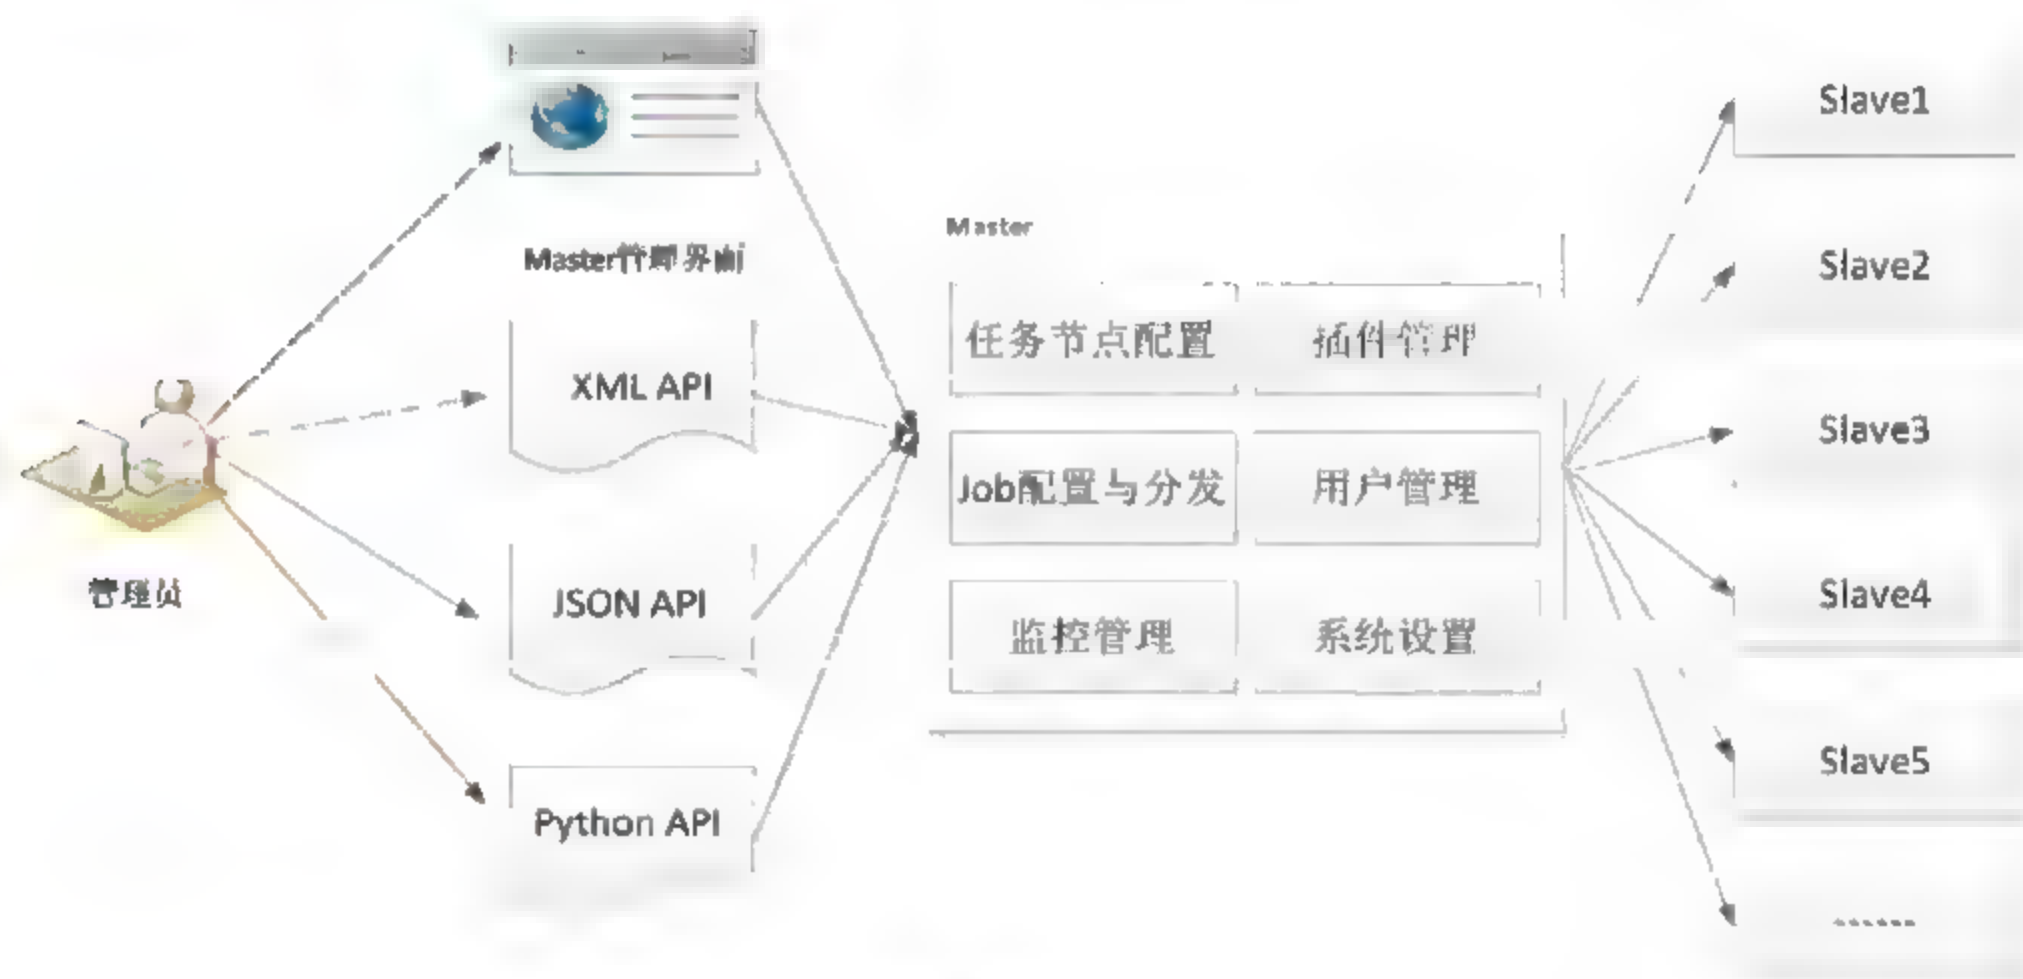 Master管理界面
XML API
JSON API
Python API
管理员
Master
任务节点配置
插件管理
Job配置与分发
用户管理
监控管理
系统设置
Slave1
Slave2
Slave3
Slave4
Slave5
......